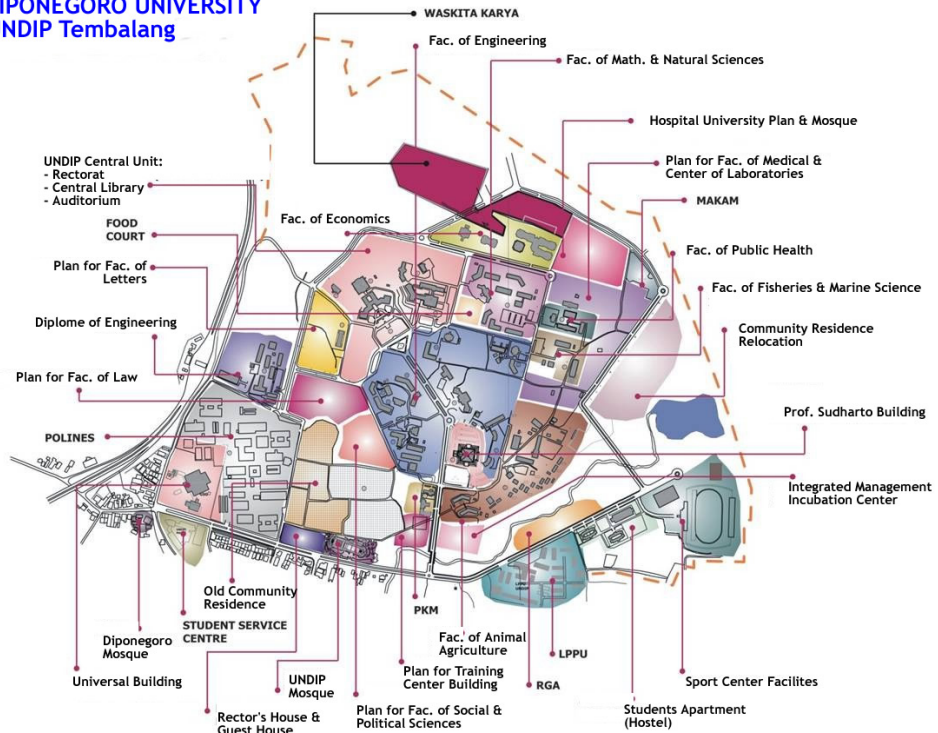 IPONEGORO UNIVERSITY
NDIP Tembalang
WASKITA KARYA
Fac. of Engineering
Fac. of Math. & Natural Sciences
Hospital University Plan & Mosque
UNDIP Central Unit:
- Rectorat
- Central Library
- Auditorium
Plan for Fac. of Medical &
Center of Laboratories
MAKAM
Fac. of Economics
FOOD
COURT
Fac. of Public Health
Plan for Fac. of
Letters
Fac. of Fisheries & Marine Science
Diplome of Engineering
Community Residence
Relocation
Plan for Fac. of Law
Prof. Sudharto Building
POLINES
Integrated Management
Incubation Center
Old Community
Residence
PKM
STUDENT SERVICE
CENTRE
Diponegoro
Mosque
Fac. of Animal
Agriculture
LPPU
Universal Building
UNDIP
Mosque
Plan for Training
Center Building
RGA
Sport Center Facilites
Rector's House &
Guest House
Plan for Fac. of Social &
Political Sciences
Students Apartment
(Hostel)